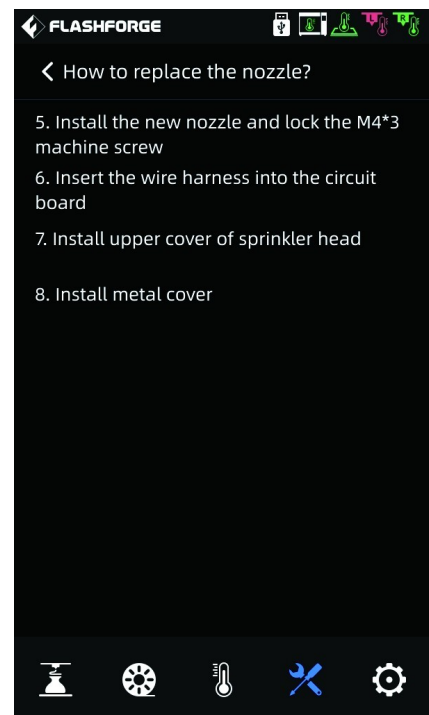 FLASHFORGE
L
R
How to replace the nozzle?
5. Install the new nozzle and lock the M4*3
machine screw
6. Insert the wire harness into the circuit
board
7. Install upper cover of sprinkler head
8. Install metal cover